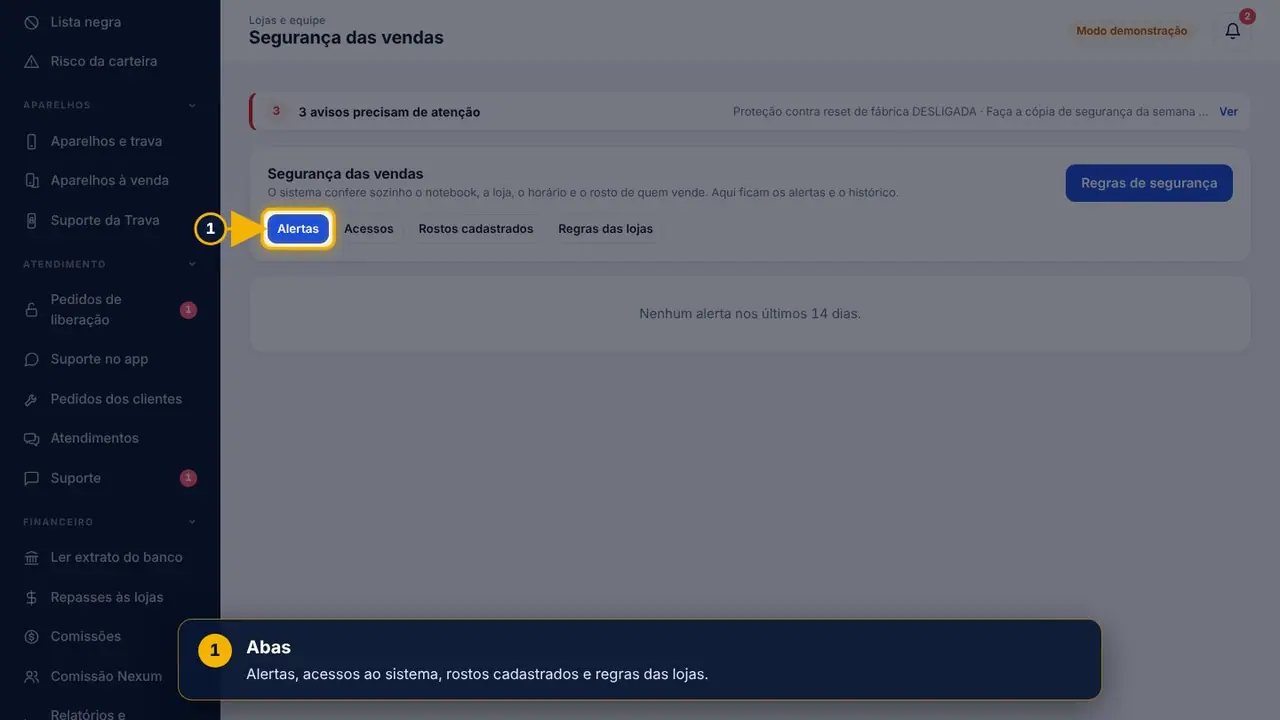 Lista negra
Risco da carteira
APARELHOS
Aparelhos e trava
Aparelhos à venda
Suporte da Trava
ATENDIMENTO
Pedidos de
liberação
1
Suporte no app
Pedidos dos clientes
Atendimentos
Suporte
1
FINANCEIRO
Ler extrato do banco
Repasses às lojas
Comissões
Comissão Nexum
Relatórios e
Lojas e equipe
Segurança das vendas
Modo demonstração
2
3
3 avisos precisam de atenção
Proteção contra reset de fábrica DESLIGADA · Faça a cópia de segurança da semana ...
Ver
Segurança das vendas
O sistema confere sozinho o notebook, a loja, o horário e o rosto de quem vende. Aqui ficam os alertas e o histórico.
Regras de segurança
1
Alertas
Acessos
Rostos cadastrados
Regras das lojas
Nenhum alerta nos últimos 14 dias.
1
Abas
Alertas, acessos ao sistema, rostos cadastrados e regras das lojas.